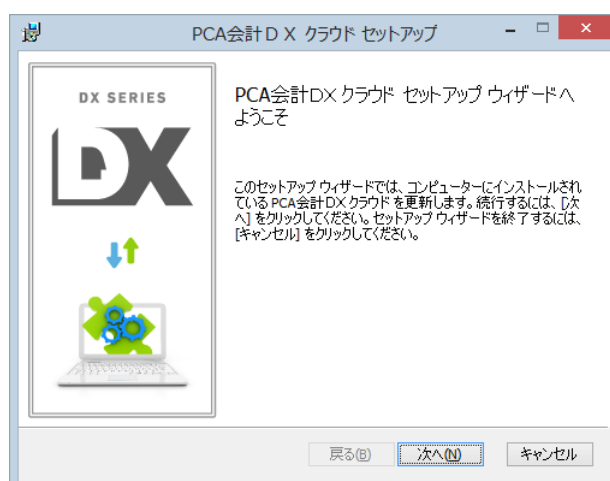 PCA会計DX クラウド セットアップ
DX SERIES
DX
PCA会計DXクラウド セットアップ ウィザードへ
ようこそ
このセットアップ ウィザードでは、コンピューターにインストールされ
ている PCA会計DXクラウド を更新します。続行するには、[次
へ] をクリックしてください。セットアップ ウィザードを終了するには、
[キャンセル] をクリックしてください。
戻る(B)
次へ(N)
キャンセル